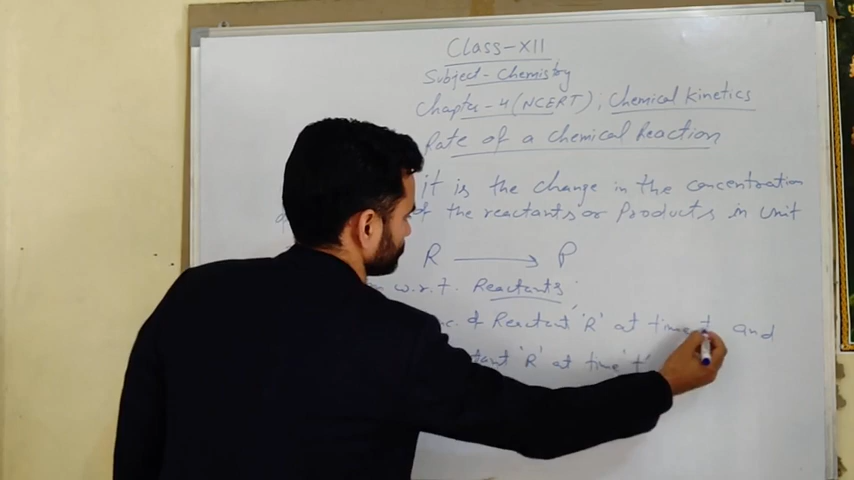 Class-XII
Subject - Chemistry
Chapter - 4 (NCERT) ; Chemical Kinetics
Rate of a chemical Reaction
it is the change in the concentration
of the reactants or Products in unit
R ⟶ P
w.r.t. Reactants ;
of Reactant 'R' at time t and
'R' at time 't'